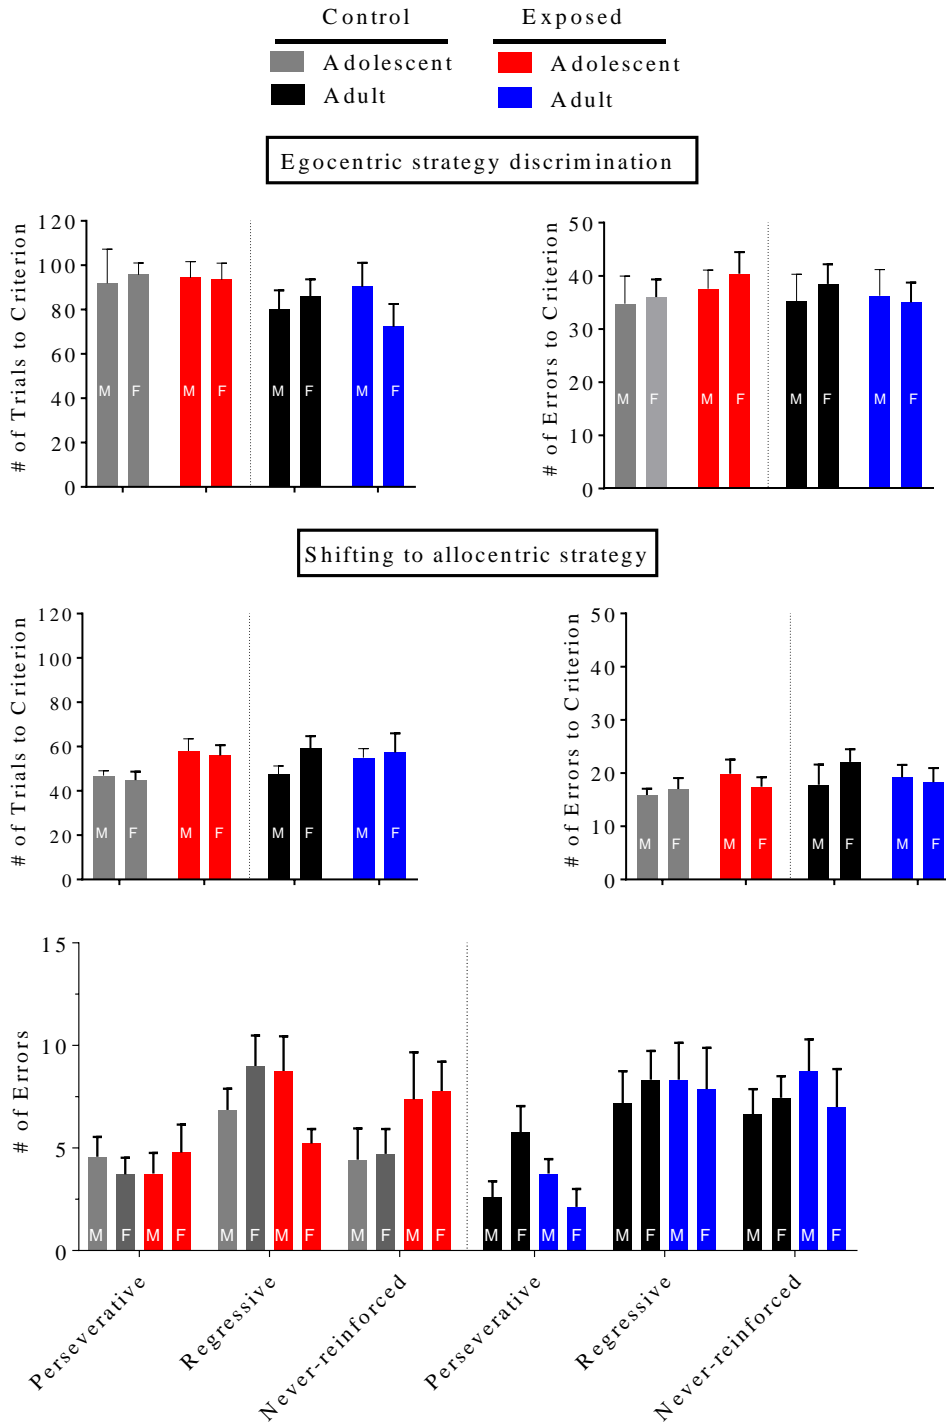 Control Exposed
Adolescent Adolescent
Adult Adult
Egocentric strategy discrimination
# of Trials to Criterion
120
100
80
60
40
20
0
M F M F M F M F
# of Errors to Criterion
50
40
30
20
10
0
M F M F M F M F
Shifting to allocentric strategy
# of Trials to Criterion
120
100
80
60
40
20
0
M F M F M F M F
# of Errors to Criterion
50
40
30
20
10
0
M F M F M F M F
# of Errors
15
10
5
0
M F M F M F M F M F M F M F M F M F M F M F M F
Perseverative
Regressive
Never-reinforced
Perseverative
Regressive
Never-reinforced